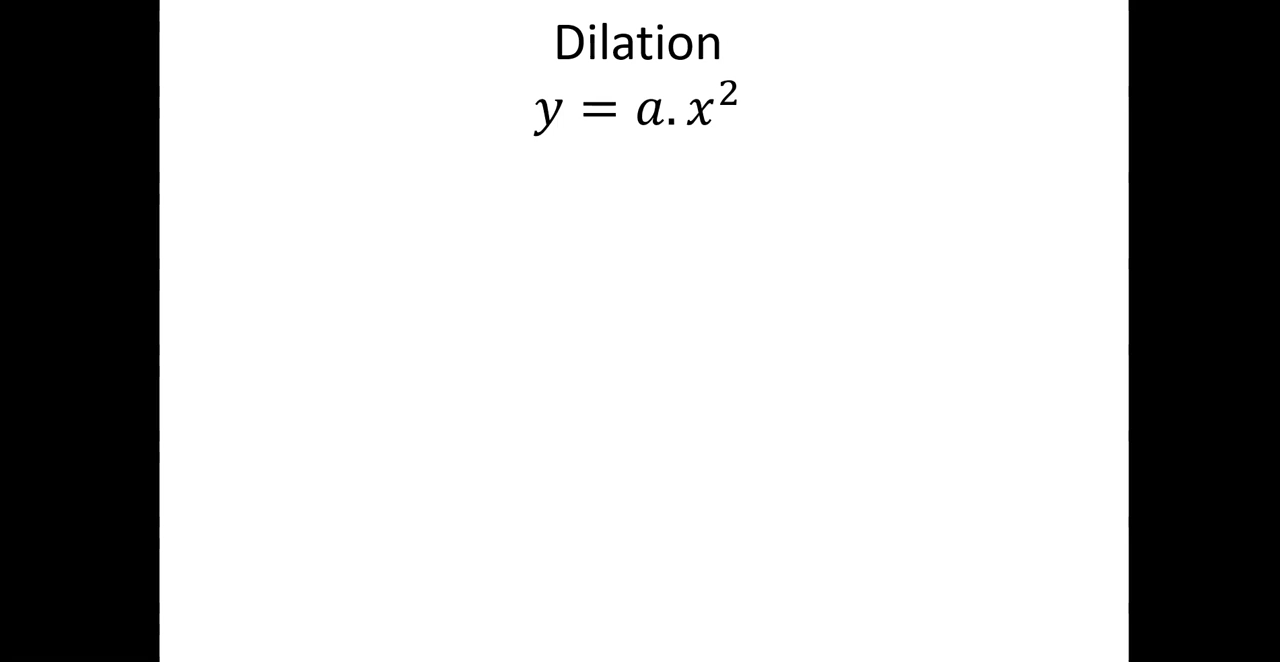 Dilation
y = a. x²